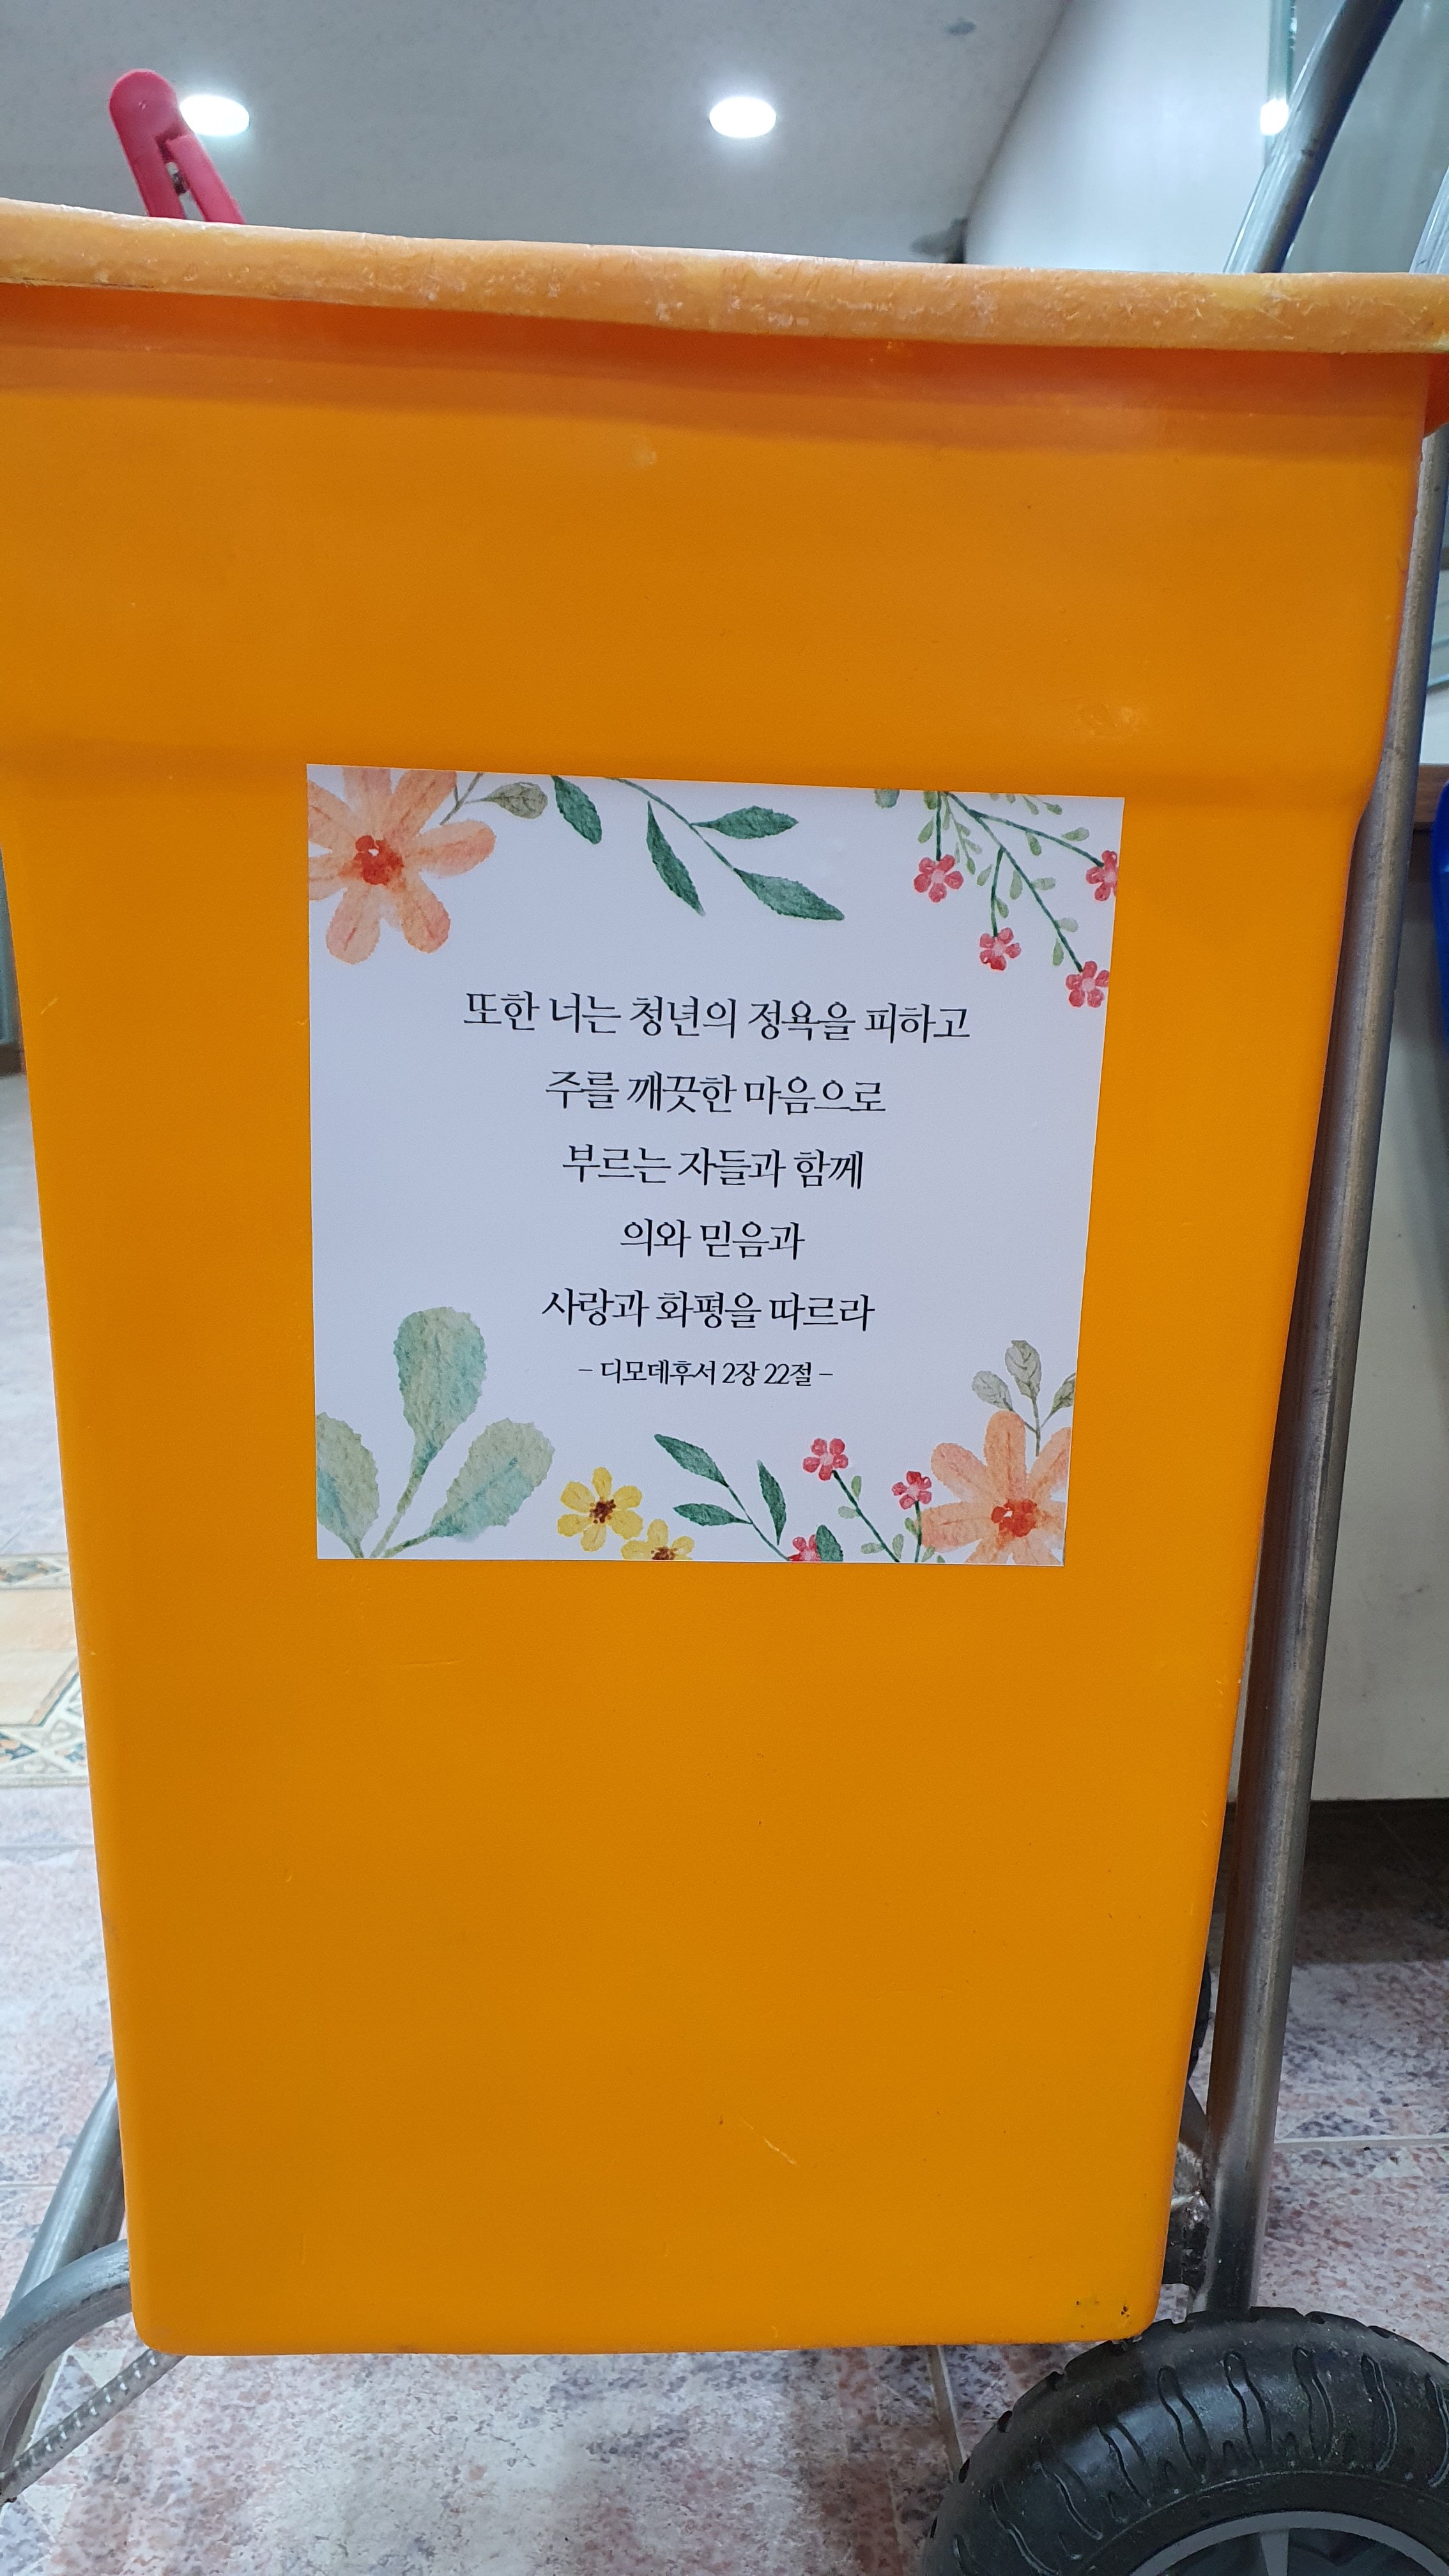 또한 너는 청년의 정욕을 피하고
주를 깨끗한 마음으로
부르는 자들과 함께
의와 믿음과
사랑과 화평을 따르라
– 디모데후서 2장 22절 –